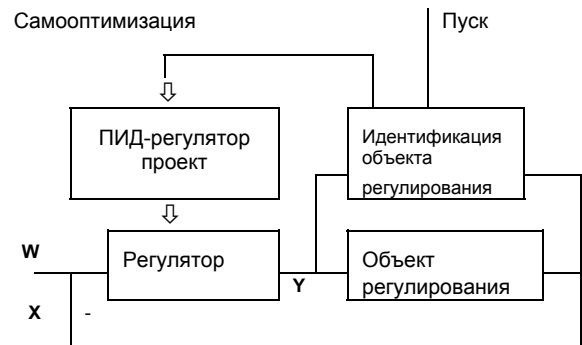 Самооптимизация
Пуск
⇩
ПИД-регулятор
проект
Идентификация
объекта
регулирования
⇩
W
Регулятор
Y
Объект
регулирования
X
-